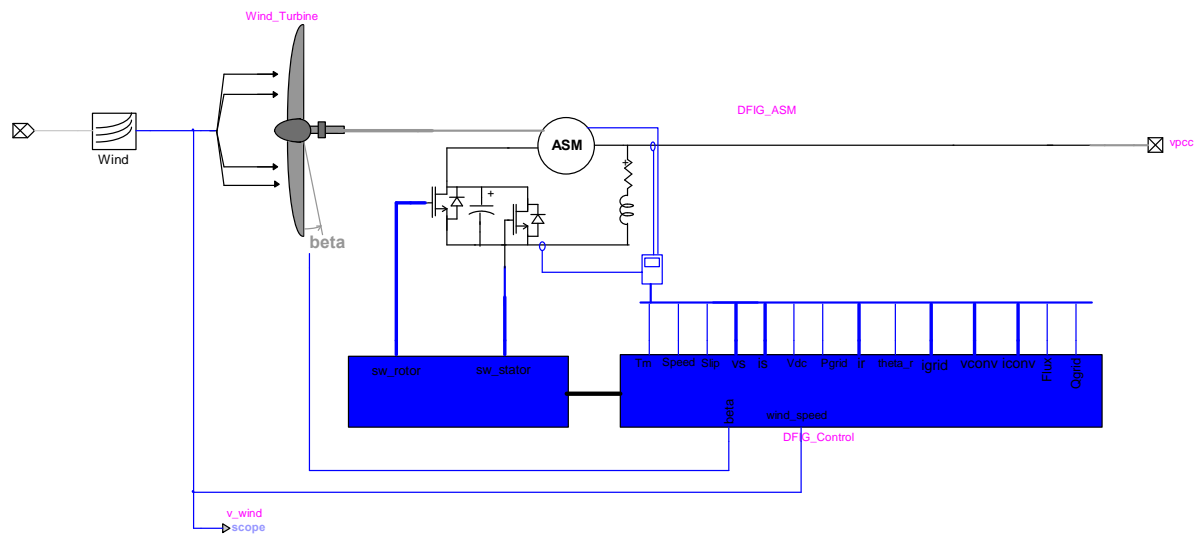 Wind_Turbine
DFIG_ASM
ASM
vpcc
Wind
+
+
beta
Tm Speed Slip vs is Vdc Pgrid ir theta_r igrid vconv iconv Flux Qgrid
sw_rotor sw_stator
beta wind_speed
DFIG_Control
v_wind
scope